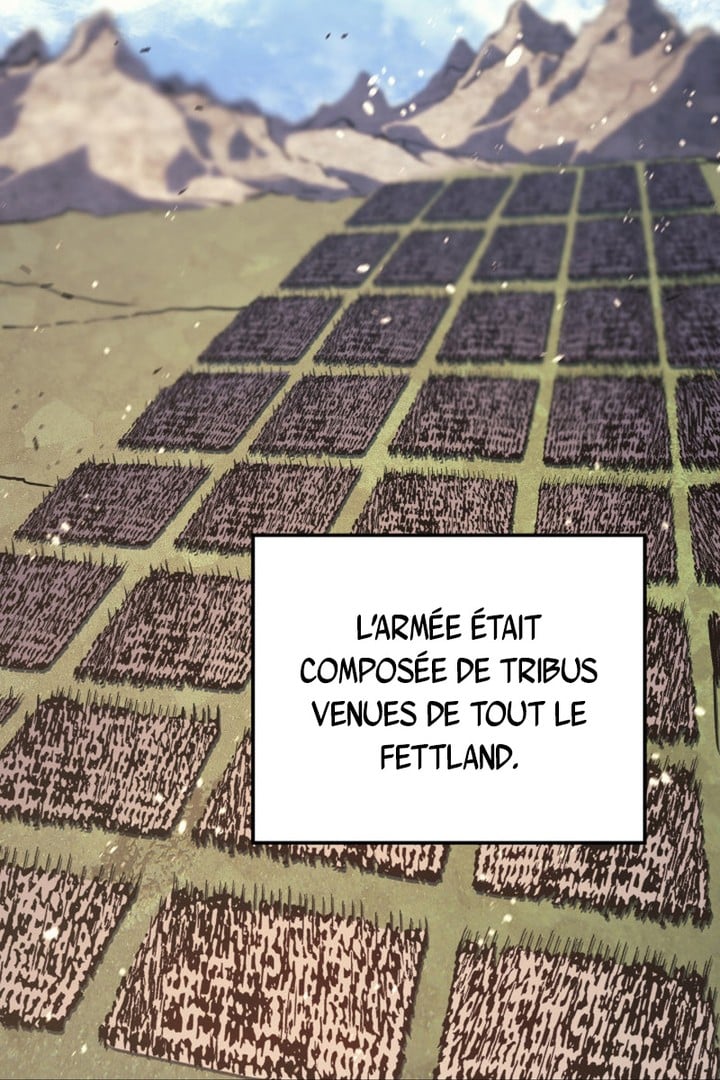 L'ARMÉE ÉTAIT
COMPOSÉE DE TRIBUS
VENUES DE TOUT LE
FETTLAND.